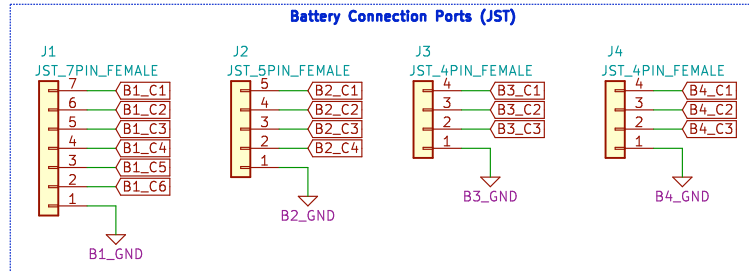 Battery Connection Ports (JST)
J1
JST_7PIN_FEMALE
7 B1_C1
6 B1_C2
5 B1_C3
4 B1_C4
3 B1_C5
2 B1_C6
1
B1_GND
J2
JST_5PIN_FEMALE
5 B2_C1
4 B2_C2
3 B2_C3
2 B2_C4
1
B2_GND
J3
JST_4PIN_FEMALE
4 B3_C1
3 B3_C2
2 B3_C3
1
B3_GND
J4
JST_4PIN_FEMALE
4 B4_C1
3 B4_C2
2 B4_C3
1
B4_GND